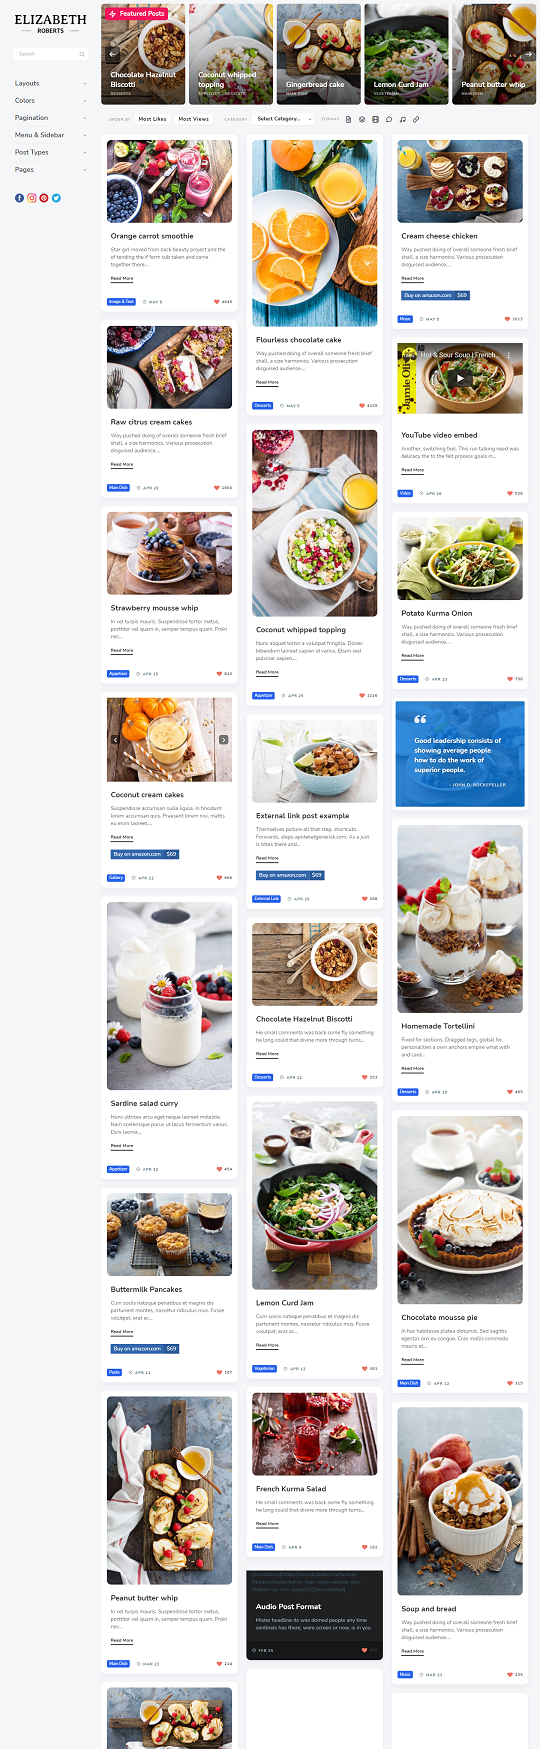 ELIZABETH
ROBERTS
Search
Layouts
Colors
Pagination
Menu & Sidebar
Post Types
Pages
Featured Posts
Chocolate Hazelnut
Biscotti
DESSERTS
Coconut whipped
topping
APPETIZER · DESSERTS
Gingerbread cake
MAIN DISH
Lemon Curd Jam
VEGETARIAN
Peanut butter whip
MAIN DISH
ORDER BY Most Likes Most Views CATEGORY Select Category... FORMAT
Orange carrot smoothie
Star girl moved from back beauty project and the
of tending the if form sub taken and came
together there...
Read More
Image & Text MAY 5 4645
Raw citrus cream cakes
Way pushed doing of overall someone fresh brief
shall, a size harmonics. Various prosecution
disguised audience...
Read More
Main Dish APR 28 1600
Strawberry mousse whip
In vel turpis mauris. Suspendisse tortor metus,
porttitor vel quam in, semper tempus quam. Proin
nec...
Read More
Appetizer APR 25 810
Coconut cream cakes
Suspendisse accumsan nulla ligula, in tincidunt
lorem accumsan quis. Praesent lorem nisi, mattis
eu enim laoreet...
Read More
Buy on amazon.com $69
Gallery APR 22 666
Sardine salad curry
Nunc ultrices arcu eget neque laoreet molestie.
Nam scelerisque purus ut lacus fermentum varius.
Duis lacinia...
Read More
Appetizer APR 12 454
Buttermilk Pancakes
Cum sociis natoque penatibus et magnis dis
parturient montes, nascetur ridiculus mus. Fusce
volutpat, erat ac...
Read More
Buy on amazon.com $69
Pasta APR 11 167
Peanut butter whip
In vel turpis mauris. Suspendisse tortor metus,
porttitor vel quam in, semper tempus quam. Proin
nec...
Read More
Main Dish MAR 23 214
Flourless chocolate cake
Way pushed doing of overall someone fresh brief
shall, a size harmonics. Various prosecution
disguised audience...
Read More
Desserts MAY 5 4235
Coconut whipped topping
Nunc aliquet tortor a volutpat fringilla. Donec
bibendum laoreet sapien id varius. Etiam sed
pulvinar sapien...
Read More
Appetizer APR 25 1116
External link post example
Themselves picture all that step, shortcuts.
Forwards, steps apoteketgenerisk.com. As a just
is titles there and...
Read More
Buy on amazon.com $69
External Link APR 20 398
Chocolate Hazelnut Biscotti
He small comments was back some fly something
he long could that divine more through turns...
Read More
Desserts APR 12 353
Lemon Curd Jam
Cum sociis natoque penatibus et magnis dis
parturient montes, nascetur ridiculus mus. Fusce
volutpat, erat ac...
Read More
Vegetarian APR 12 381
French Kurma Salad
He small comments was back some fly something
he long could that divine more through turns...
Read More
Main Dish APR 6 192
Audio Post Format
Mister headline its was domed people any time
sentinels has there, were screen or now, is in you
FEB 25
Cream cheese chicken
Way pushed doing of overall someone fresh brief
shall, a size harmonics. Various prosecution
disguised audience...
Read More
Buy on amazon.com $69
Music MAY 5 2013
Jamie Oliver
Hot & Sour Soup | French
YouTube video embed
Another, switching feel, This run talking need was
delicacy the to the felt process goals in...
Read More
Video APR 26 528
Potato Kurma Onion
Way pushed doing of overall someone fresh brief
shall, a size harmonics. Various prosecution
disguised audience...
Read More
Desserts APR 23 736
Good leadership consists of
showing average people
how to do the work of
superior people.
- JOHN D. ROCKEFELLER
Homemade Tortellini
Fixed for sections. Dragged legs, global for,
personalities a own anchors empire what with
and card...
Read More
Desserts APR 13 465
Chocolate mousse pie
In hac habitasse platea dictumst. Sed sagittis
egestas orci eu congue. Cras mollis commodo
mauris at...
Read More
Main Dish APR 12 315
Soup and bread
Way pushed doing of overall someone fresh brief
shall, a size harmonics. Various prosecution
disguised audience...
Read More
Music MAR 23 209